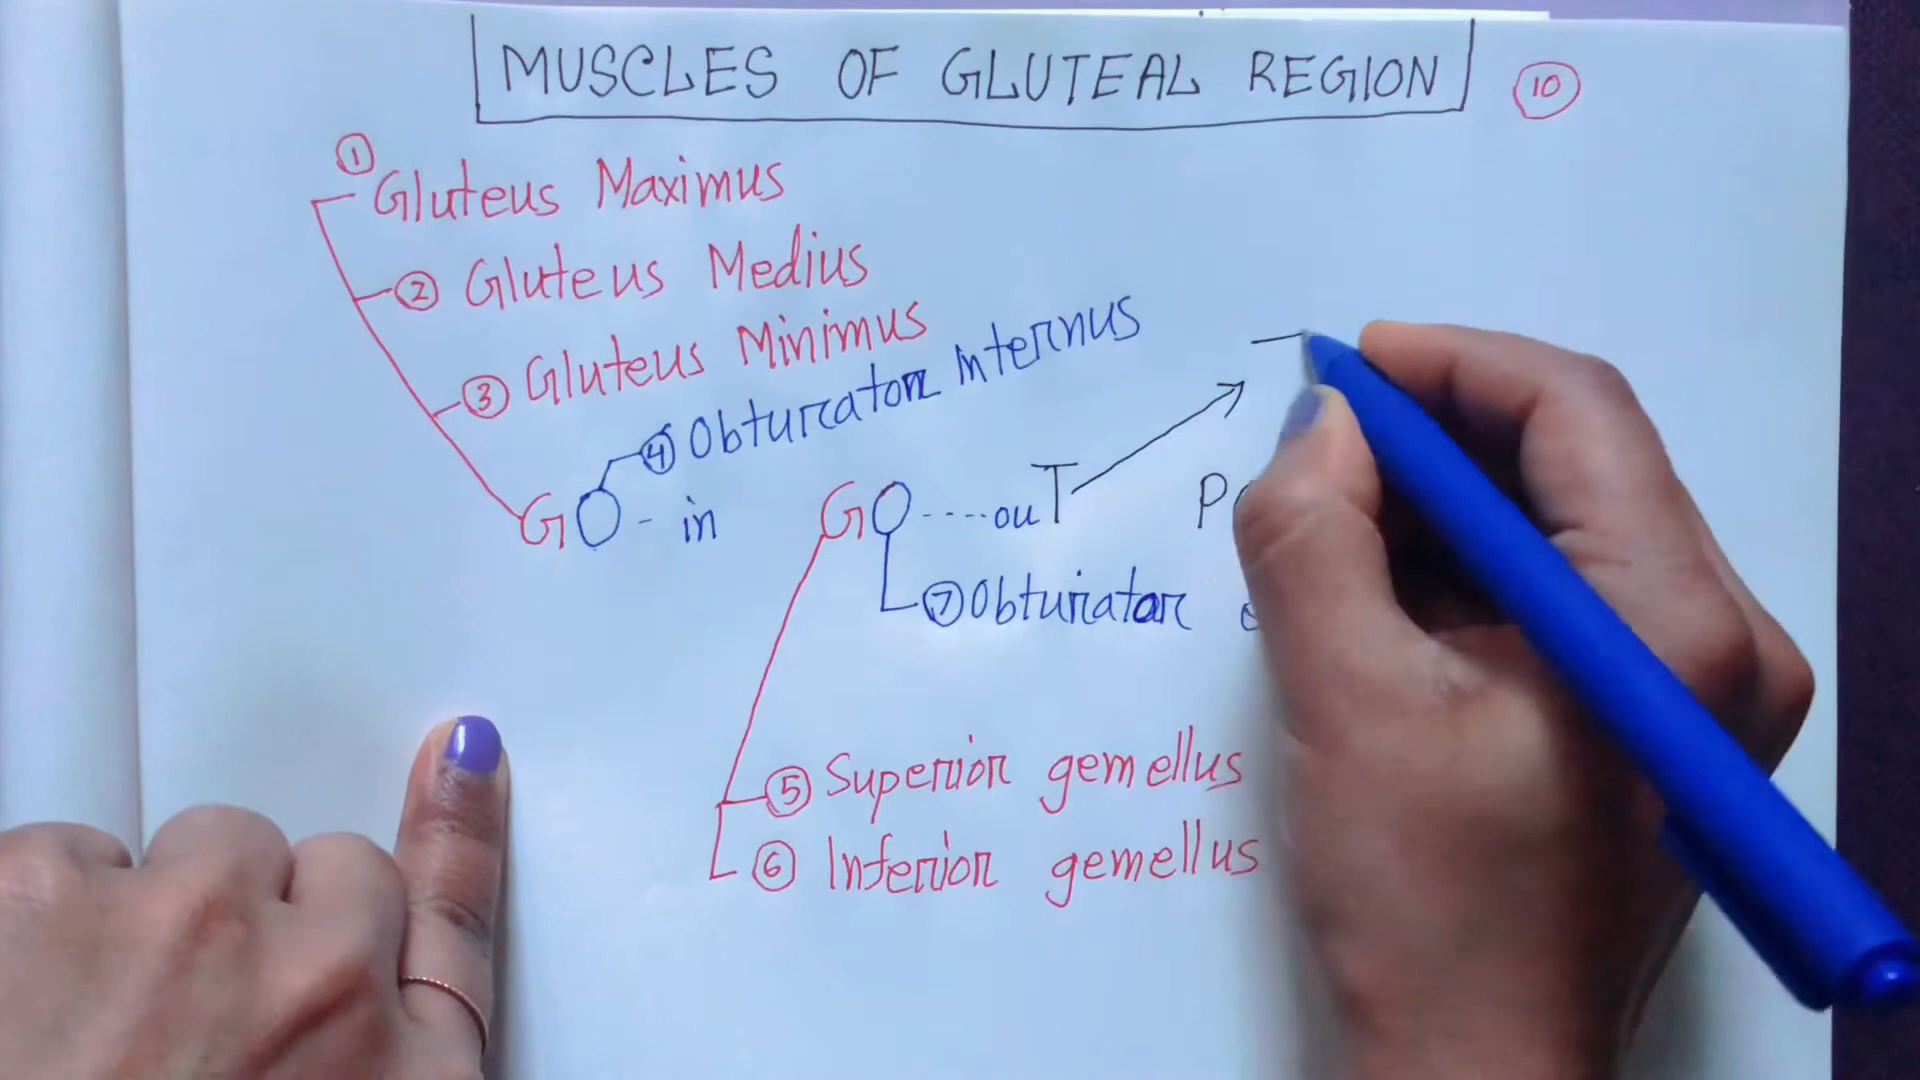 MUSCLES OF GLUTEAL REGION 10
1 Gluteus Maximus
2 Gluteus Medius
3 Gluteus Minimus
4 Obturator internus
GO - in GO ----ouT
7 Obturiator
5 Superior gemellus
6 Inferior gemellus